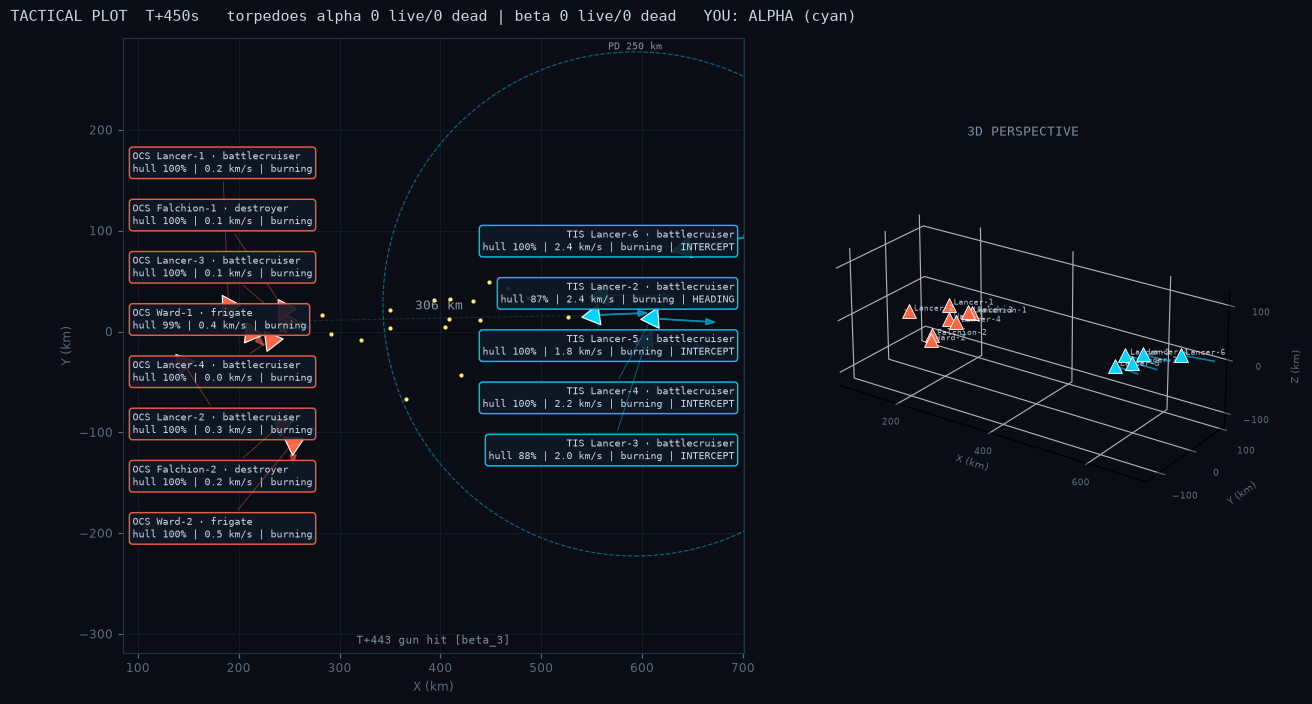 TACTICAL PLOT  T+450s   torpedoes alpha 0 live/0 dead | beta 0 live/0 dead   YOU: ALPHA (cyan)
PD 250 km
OCS Lancer-1 · battlecruiser
hull 100% | 0.2 km/s | burning
OCS Falchion-1 · destroyer
hull 100% | 0.1 km/s | burning
OCS Lancer-3 · battlecruiser
hull 100% | 0.1 km/s | burning
OCS Ward-1 · frigate
hull 99% | 0.4 km/s | burning
OCS Lancer-4 · battlecruiser
hull 100% | 0.0 km/s | burning
OCS Lancer-2 · battlecruiser
hull 100% | 0.3 km/s | burning
OCS Falchion-2 · destroyer
hull 100% | 0.2 km/s | burning
OCS Ward-2 · frigate
hull 100% | 0.5 km/s | burning
306 km
TIS Lancer-6 · battlecruiser
hull 100% | 2.4 km/s | burning | INTERCEPT
TIS Lancer-2 · battlecruiser
hull 87% | 2.4 km/s | burning | HEADING
TIS Lancer-5 · battlecruiser
hull 100% | 1.8 km/s | burning | INTERCEPT
TIS Lancer-4 · battlecruiser
hull 100% | 2.2 km/s | burning | INTERCEPT
TIS Lancer-3 · battlecruiser
hull 88% | 2.0 km/s | burning | INTERCEPT
T+443 gun hit [beta_3]
200
100
0
−100
−200
−300
Y (km)
100
200
300
400
500
600
700
X (km)
3D PERSPECTIVE
Lancer-1
Lancer-6
200
400
600
X (km)
−100
0
100
Y (km)
100
0
−100
Z (km)